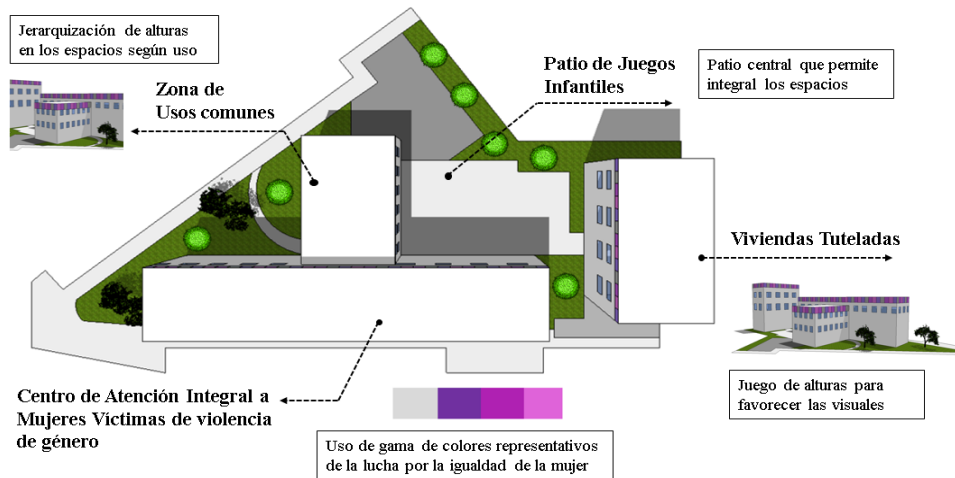 Jerarquización de alturas
en los espacios según uso
Zona de
Usos comunes
Patio de Juegos
Infantiles
Patio central que permite
integral los espacios
Viviendas Tuteladas
Centro de Atención Integral a
Mujeres Víctimas de violencia
de género
Juego de alturas para
favorecer las visuales
Uso de gama de colores representativos
de la lucha por la igualdad de la mujer